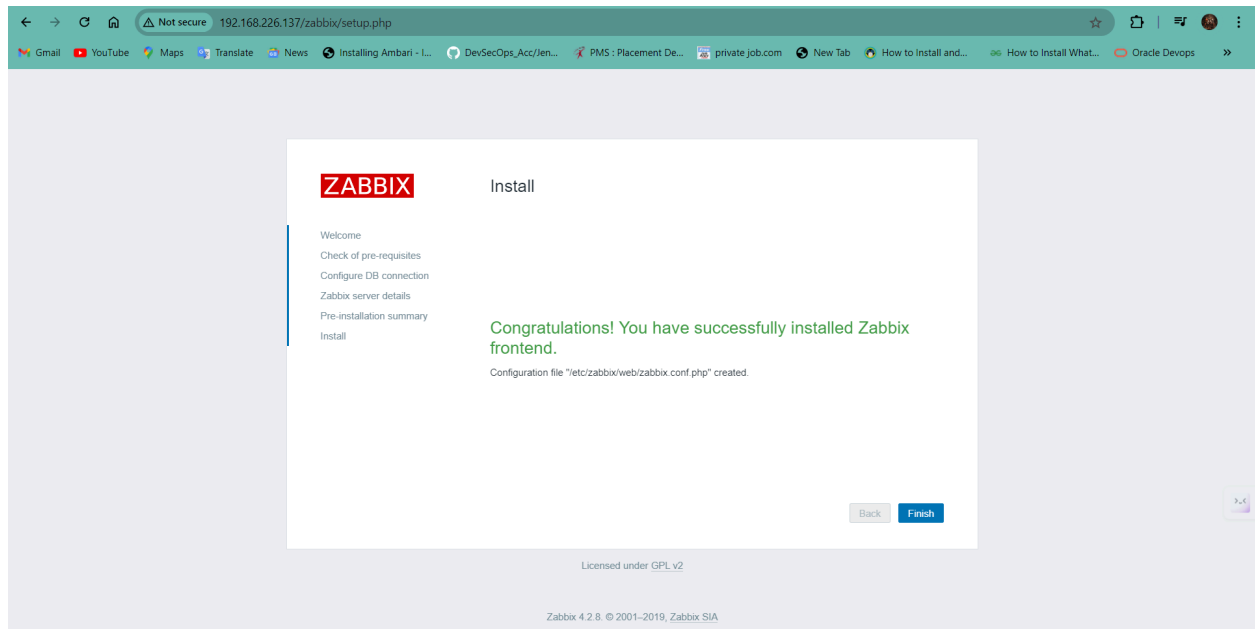 Not secure 192.168.226.137/zabbix/setup.php
Gmail YouTube Maps Translate News Installing Ambari - I... DevSecOps_Acc/Jen... PMS : Placement De... private job.com New Tab How to Install and... How to Install What... Oracle Devops »
ZABBIX
Install
Welcome
Check of pre-requisites
Configure DB connection
Zabbix server details
Pre-installation summary
Install
Congratulations! You have successfully installed Zabbix
frontend.
Configuration file "/etc/zabbix/web/zabbix.conf.php" created.
Back Finish
Licensed under GPL v2
Zabbix 4.2.8. © 2001–2019, Zabbix SIA